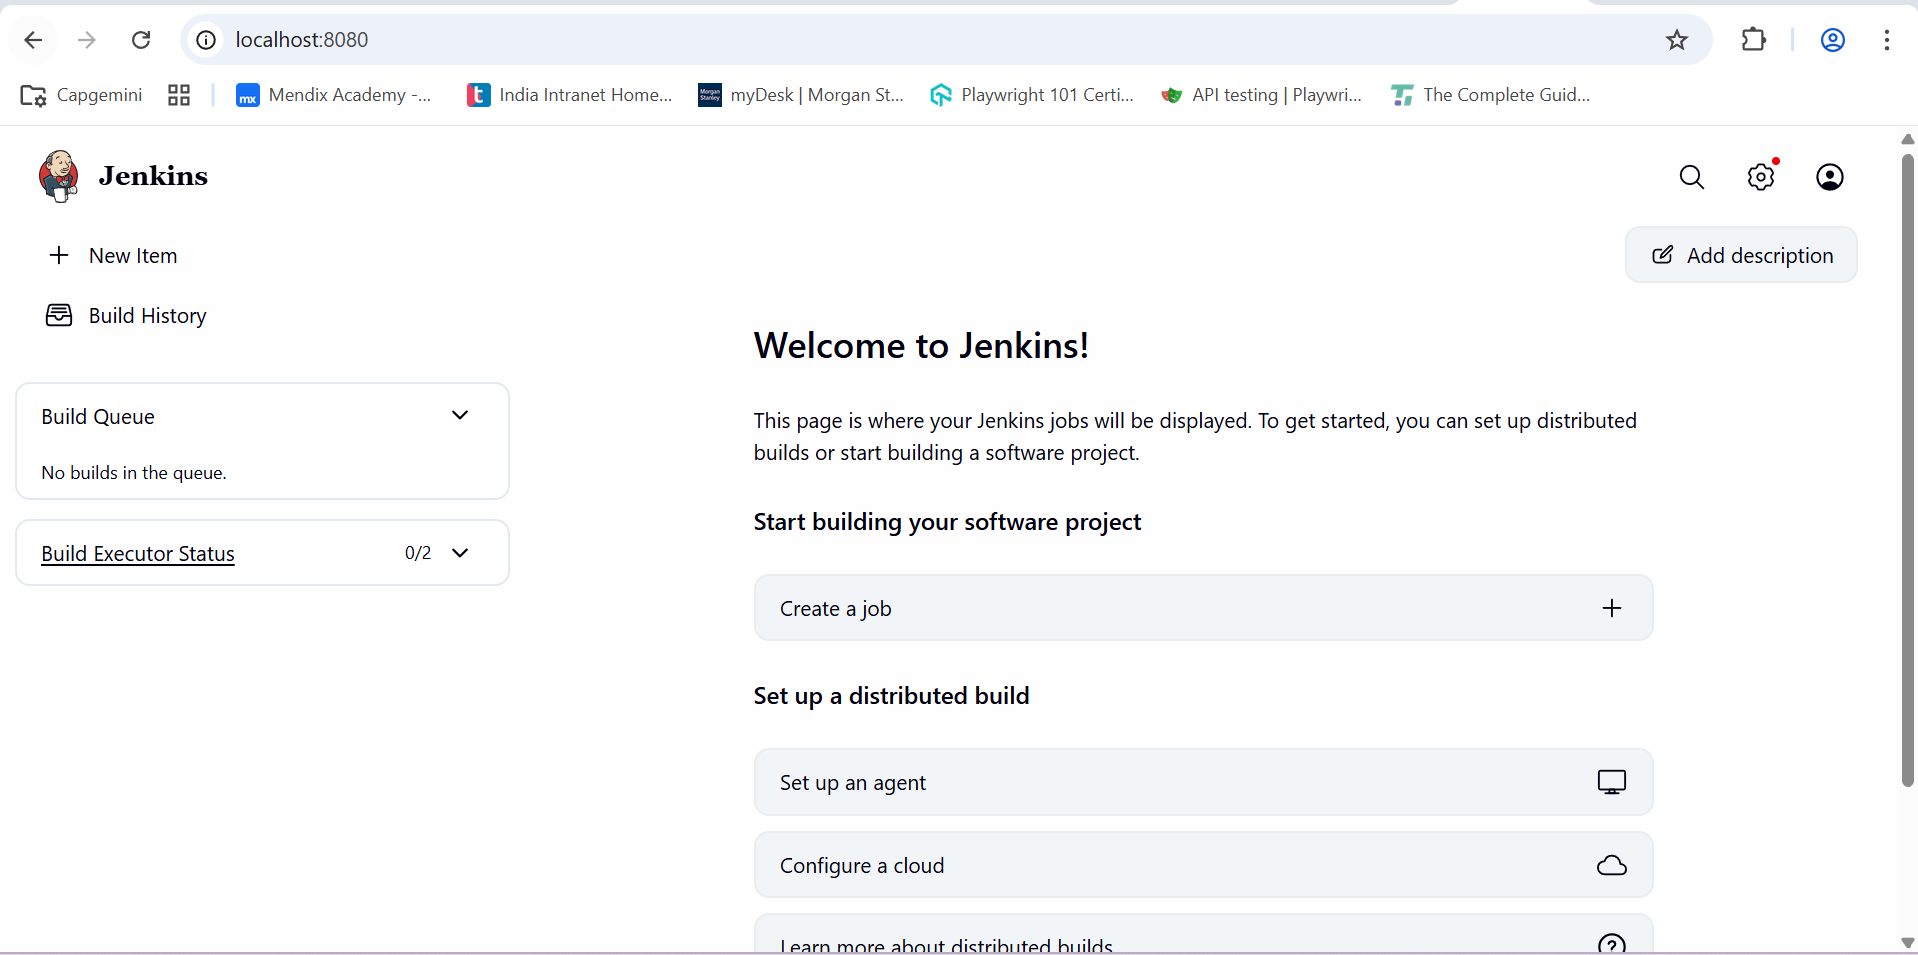 localhost:8080
Capgemini
Mendix Academy -...
India Intranet Home...
Morgan Stanley
myDesk | Morgan St...
Playwright 101 Certi...
API testing | Playwri...
The Complete Guid...
Jenkins
New Item
Add description
Build History
Welcome to Jenkins!
Build Queue
This page is where your Jenkins jobs will be displayed. To get started, you can set up distributed
builds or start building a software project.
No builds in the queue.
Start building your software project
Build Executor Status 0/2
Create a job
Set up a distributed build
Set up an agent
Configure a cloud
Learn more about distributed builds